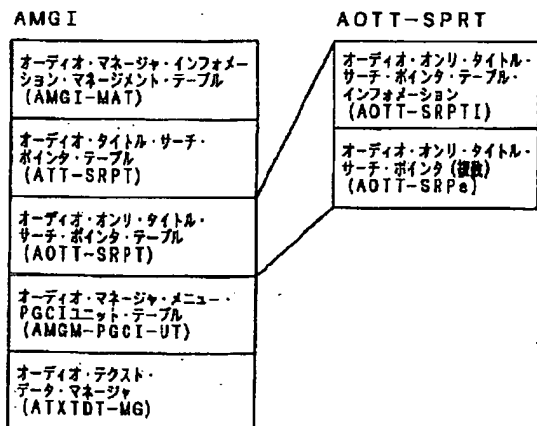 AMGI
オーディオ・マネージャ・インフォメー
ション・マネージメント・テーブル
(AMGI-MAT)
オーディオ・タイトル・サーチ・
ポインタ・テーブル
(ATT-SRPT)
オーディオ・オンリ・タイトル・
サーチ・ポインタ・テーブル
(AOTT-SRPT)
オーディオ・マネージャ・メニュー・
PGCIユニット・テーブル
(AMGM-PGCI-UT)
オーディオ・テクスト・
データ・マネージャ
(ATXTDT-MG)
AOTT-SPRT
オーディオ・オンリ・タイトル・
サーチ・ポインタ・テーブル・
インフォメーション
(AOTT-SRPTI)
オーディオ・オンリ・タイトル・
サーチ・ポインタ(複数)
(AOTT-SRPs)